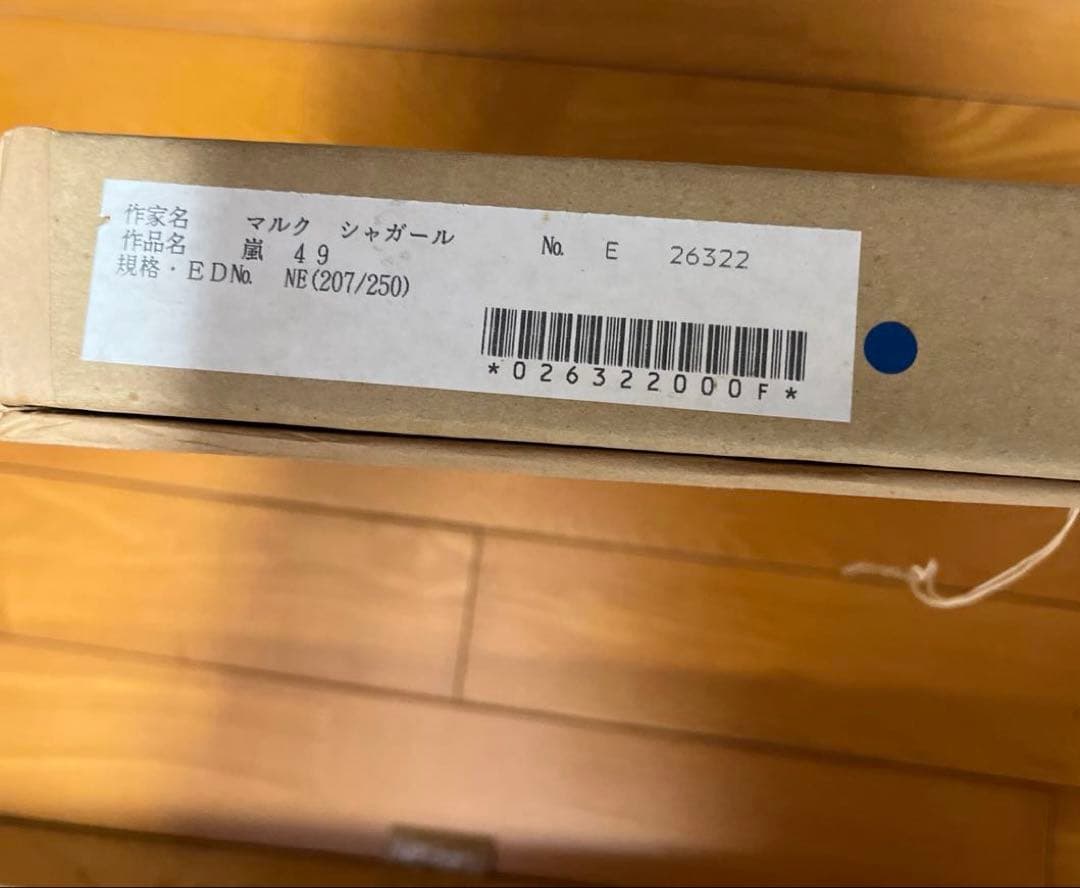 作家名 マルク シャガール № E 26322
作品名 嵐 49
規格・ED№ NE(207/250)
*026322000F*